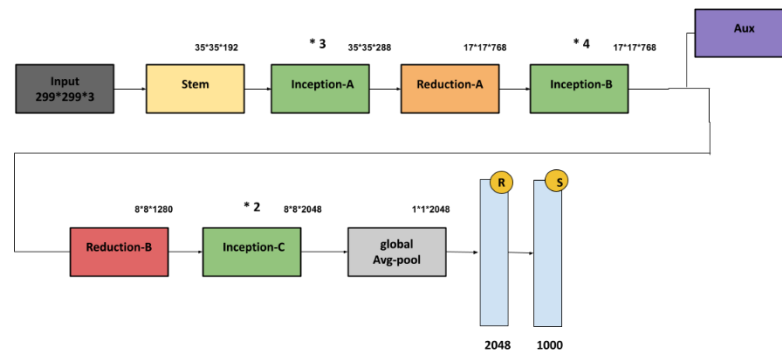 Aux
35*35*192
* 3
35*35*288
17*17*768
* 4
17*17*768
Input
299*299*3
Stem
Inception-A
Reduction-A
Inception-B
8*8*1280
* 2
8*8*2048
1*1*2048
R
S
Reduction-B
Inception-C
global
Avg-pool
2048
1000